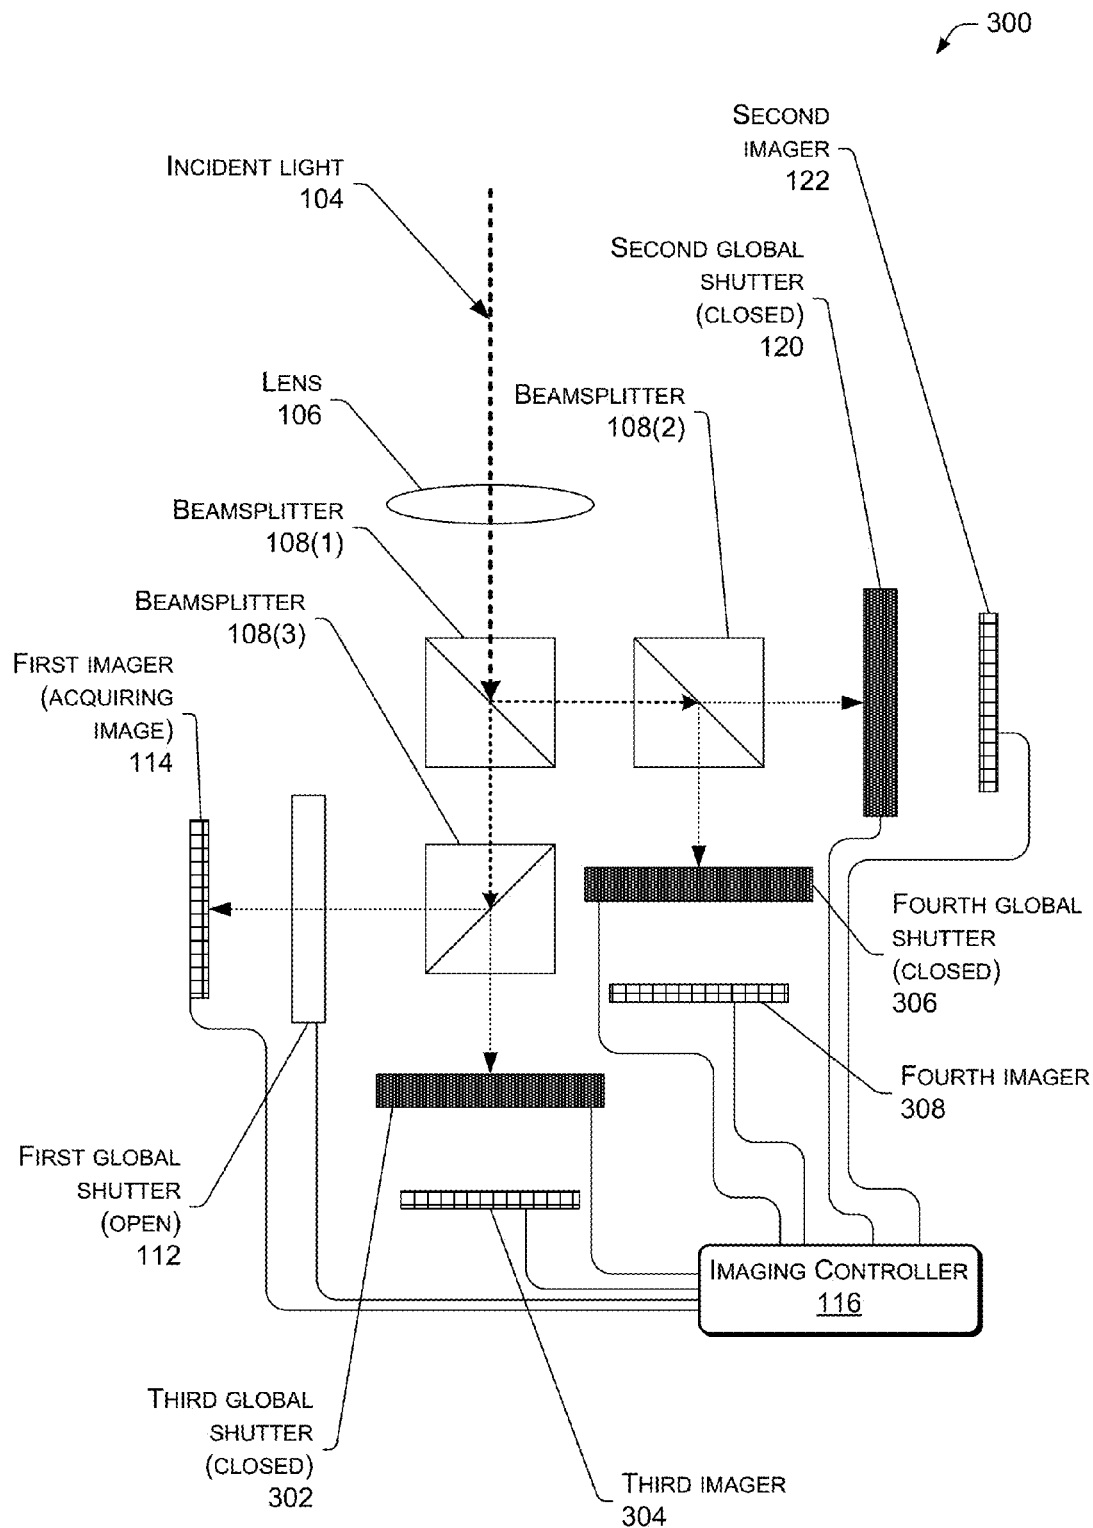 300
SECOND
IMAGER
122
INCIDENT LIGHT
104
SECOND GLOBAL
SHUTTER
(CLOSED)
120
LENS
106
BEAMSPLITTER
108(2)
BEAMSPLITTER
108(1)
BEAMSPLITTER
108(3)
FIRST IMAGER
(ACQUIRING
IMAGE)
114
FOURTH GLOBAL
SHUTTER
(CLOSED)
306
FOURTH IMAGER
308
FIRST GLOBAL
SHUTTER
(OPEN)
112
IMAGING CONTROLLER
116
THIRD GLOBAL
SHUTTER
(CLOSED)
302
THIRD IMAGER
304